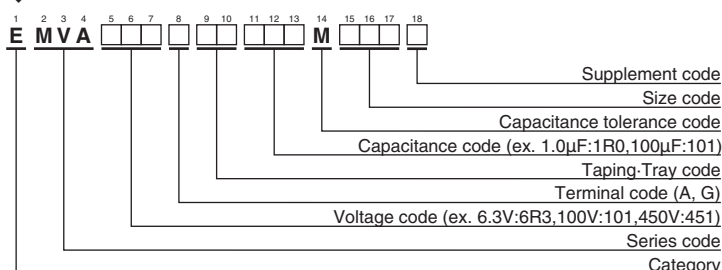 1 2 3 4 5 6 7 8 9 10 11 12 13 14 15 16 17 18
E M V A □□□ □ □□ □□□ M □□□ □
Supplement code
Size code
Capacitance tolerance code
Capacitance code (ex. 1.0μF:1R0,100μF:101)
Taping·Tray code
Terminal code (A, G)
Voltage code (ex. 6.3V:6R3,100V:101,450V:451)
Series code
Category